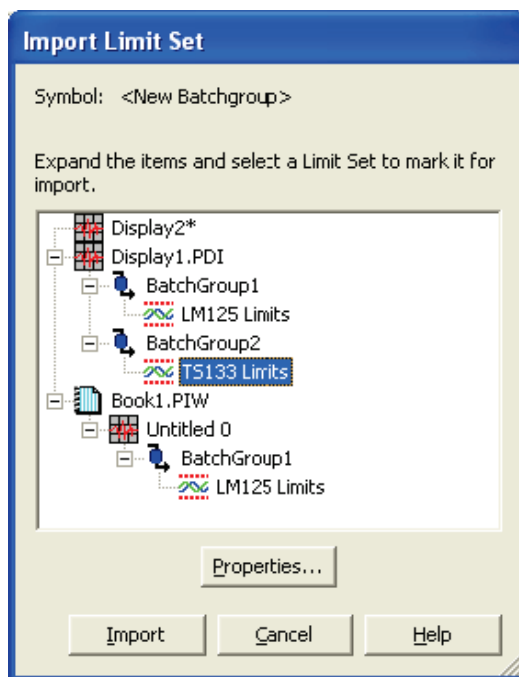 Import Limit Set
Symbol: <New Batchgroup>
Expand the items and select a Limit Set to mark it for
import.
Display2*
Display1.PDI
BatchGroup1
LM125 Limits
BatchGroup2
TS133 Limits
Book1.PIW
Untitled 0
BatchGroup1
LM125 Limits
Properties...
Import Cancel Help